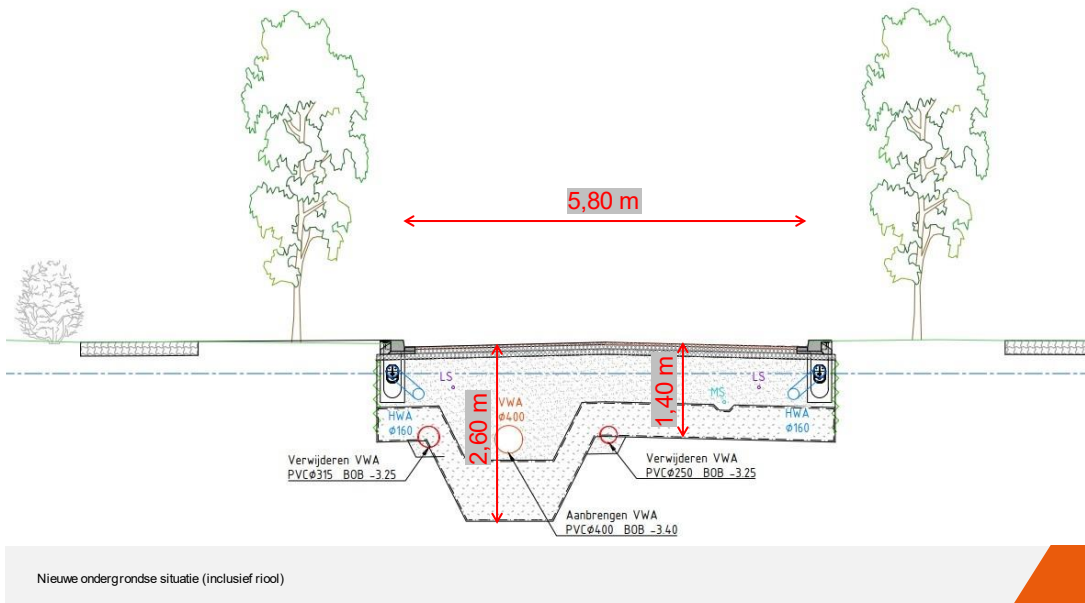 5,80 m
LS
VWA
ø400
2,60 m
1,40 m
LS
MS
HWA
ø160
HWA
ø160
Verwijderen VWA
PVCø315 BOB -3.25
Verwijderen VWA
PVCø250 BOB -3.25
Aanbrengen VWA
PVCø400 BOB -3.40
Nieuwe ondergrondse situatie (inclusief riool)